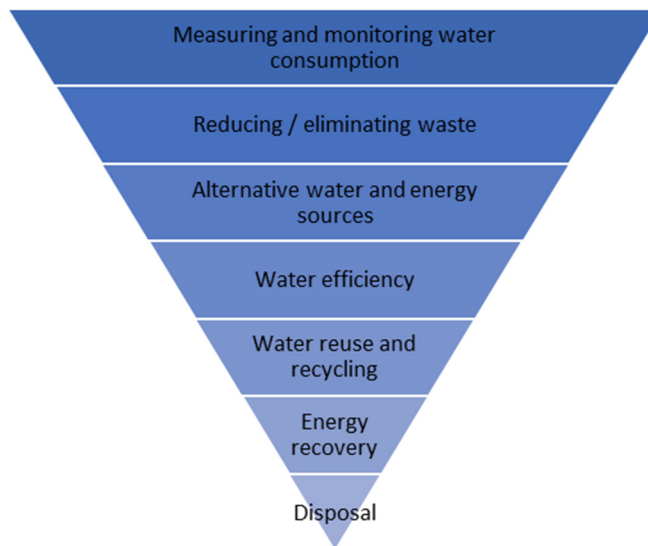 Measuring and monitoring water
consumption
Reducing / eliminating waste
Alternative water and energy
sources
Water efficiency
Water reuse and
recycling
Energy
recovery
Disposal